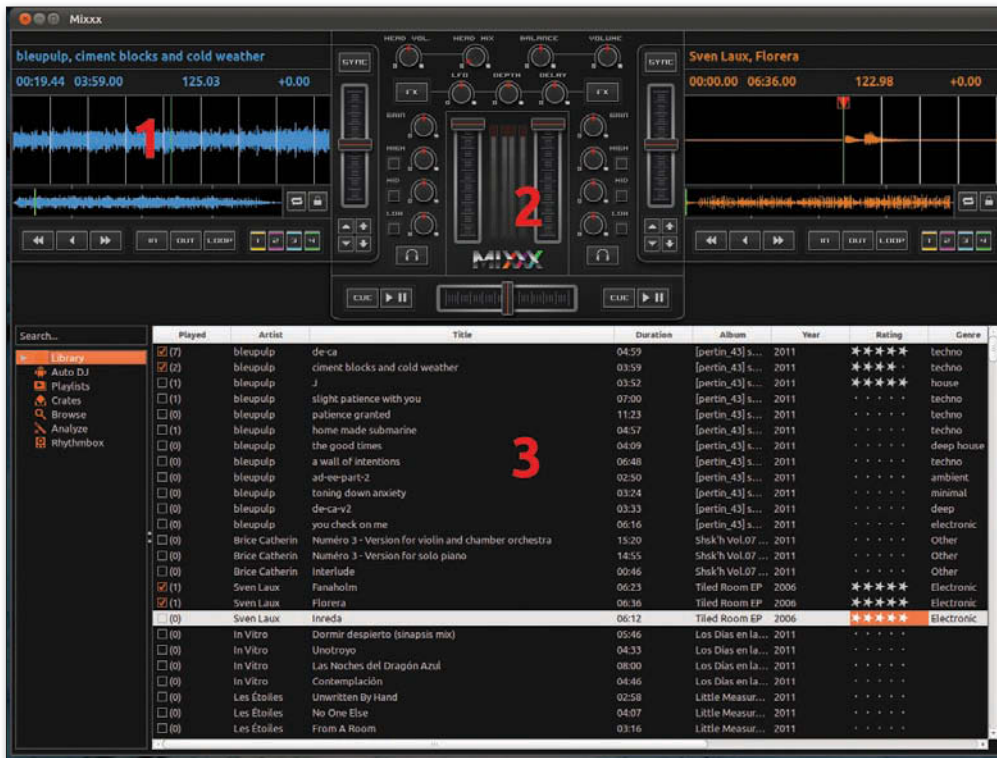 Mixxx
bleupulp, ciment blocks and cold weather
00:19.44 03:59.00 125.03 +0.00
1
SYNC
HEAD VOL. HEAD MIX BALANCE VOLUME
LFO DEPTH DELAY
FX FX
GAIN GAIN
HIGH HIGH
MID MID
LOW LOW
2
MIXXX
SYNC
Sven Laux, Florera
00:00.00 06:36.00 122.98 +0.00
IN OUT LOOP 1 2 3 4
IN OUT LOOP 1 2 3 4
CUE CUE
Search...
Library
Auto DJ
Playlists
Crates
Browse
Analyze
Rhythmbox
Played Artist Title Duration Album Year Rating Genre
(7) bleupulp de-ca 04:59 [pertin_43] s... 2011 techno
(2) bleupulp ciment blocks and cold weather 03:59 [pertin_43] s... 2011 techno
(1) bleupulp J 03:52 [pertin_43] s... 2011 house
(1) bleupulp slight patience with you 07:00 [pertin_43] s... 2011 techno
(0) bleupulp patience granted 11:23 [pertin_43] s... 2011 techno
(1) bleupulp home made submarine 04:57 [pertin_43] s... 2011 techno
(0) bleupulp the good times 04:09 [pertin_43] s... 2011 deep house
(0) bleupulp a wall of intentions 06:48 [pertin_43] s... 2011 techno
(0) bleupulp ad-ee-part-2 02:50 [pertin_43] s... 2011 ambient
(0) bleupulp toning down anxiety 03:24 [pertin_43] s... 2011 minimal
(0) bleupulp de-ca-v2 03:33 [pertin_43] s... 2011 deep
(0) bleupulp you check on me 06:16 [pertin_43] s... 2011 electronic
(0) Brice Catherin Numéro 3 - Version for violin and chamber orchestra 15:20 Shsk'h Vol.07 ... 2011 Other
(0) Brice Catherin Numéro 3 - Version for solo piano 14:55 Shsk'h Vol.07 ... 2011 Other
(0) Brice Catherin Interlude 00:46 Shsk'h Vol.07 ... 2011 Other
(1) Sven Laux Fanaholm 06:23 Tiled Room EP 2006 Electronic
(1) Sven Laux Florera 06:36 Tiled Room EP 2006 Electronic
(0) Sven Laux Inreda 06:12 Tiled Room EP 2006 Electronic
(0) In Vitro Dormir despierto (sinapsis mix) 05:46 Los Días en la... 2011
(0) In Vitro Unotroyo 04:33 Los Días en la... 2011
(0) In Vitro Las Noches del Dragón Azul 08:00 Los Días en la... 2011
(0) In Vitro Contemplación 04:46 Los Días en la... 2011
(0) Les Étoiles Unwritten By Hand 02:58 Little Measur... 2011
(0) Les Étoiles No One Else 04:07 Little Measur... 2011
(0) Les Étoiles From A Room 03:16 Little Measur... 2011
3